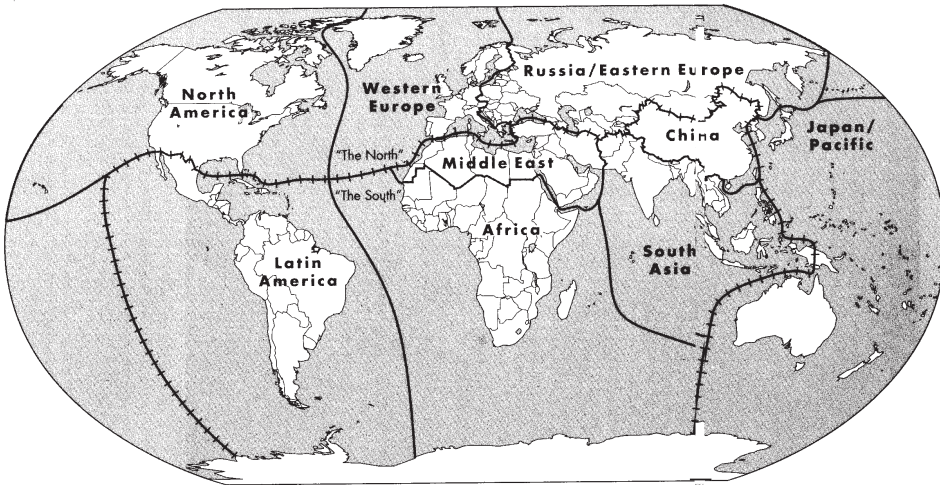 North
America
Western
Europe
Russia/Eastern Europe
China
Japan/
Pacific
"The North"
Middle East
"The South"
Africa
Latin
America
South
Asia